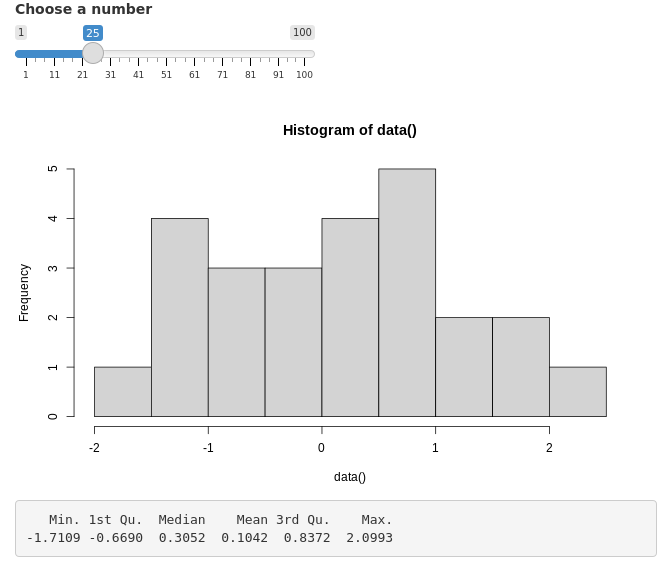 Choose a number
1 25 100
1 11 21 31 41 51 61 71 81 91 100
Histogram of data()
Frequency
5
4
3
2
1
0
-2 -1 0 1 2
data()
Min. 1st Qu. Median Mean 3rd Qu. Max.
-1.7109 -0.6690 0.3052 0.1042 0.8372 2.0993